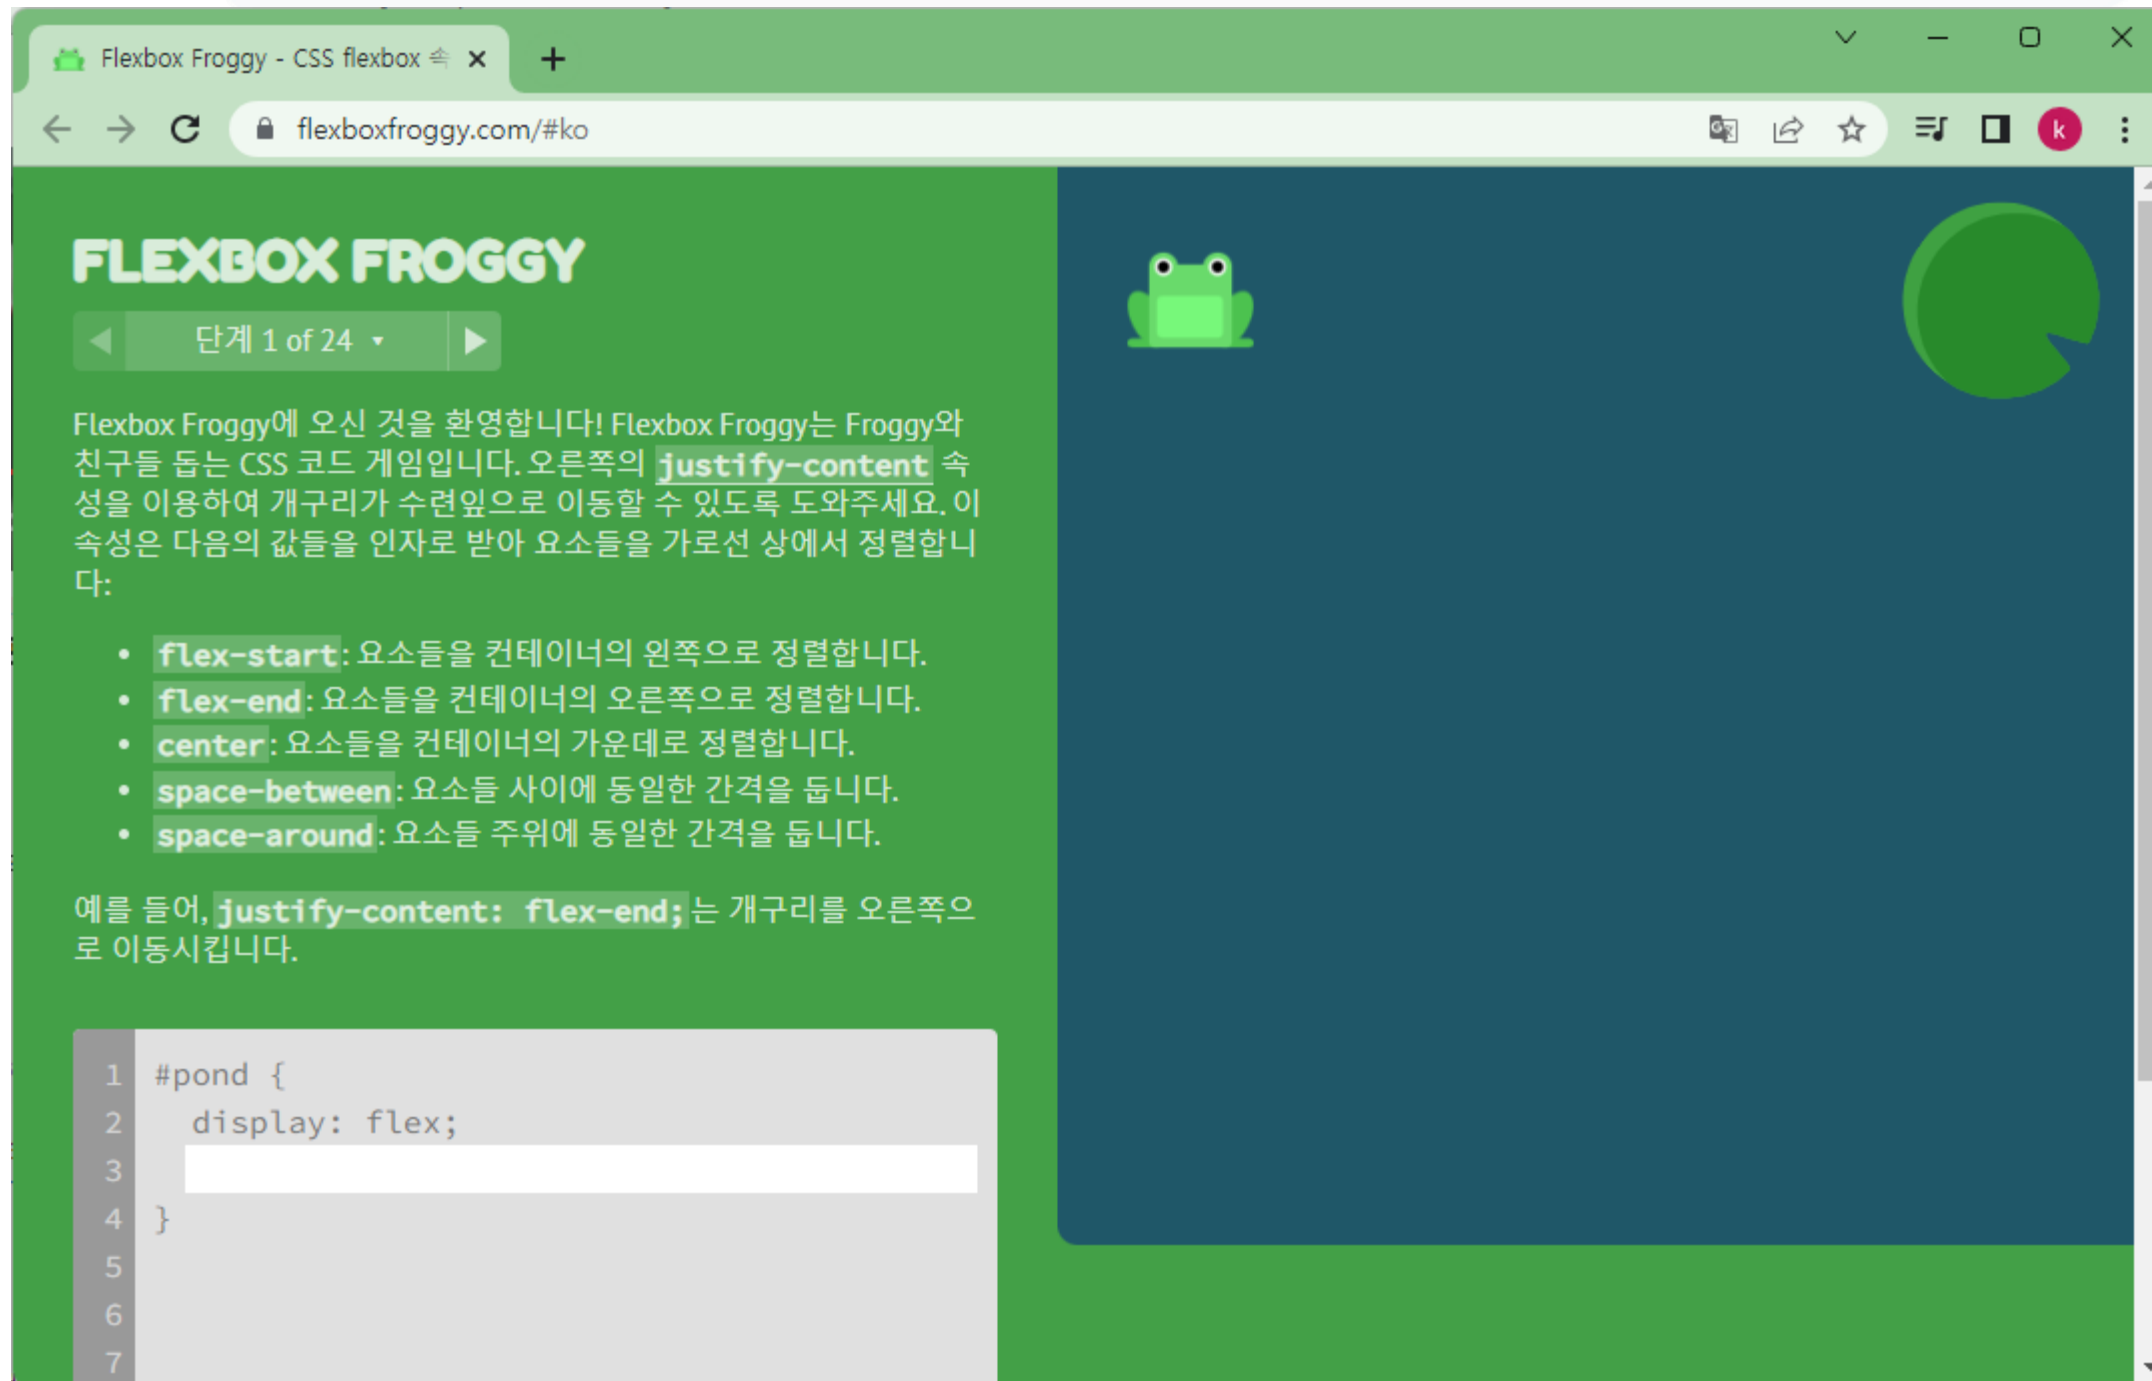 Flexbox Froggy - CSS flexbox 속
flexboxfroggy.com/#ko
k
FLEXBOX FROGGY
단계 1 of 24
Flexbox Froggy에 오신 것을 환영합니다! Flexbox Froggy는 Froggy와
친구들 돕는 CSS 코드 게임입니다. 오른쪽의 justify-content 속
성을 이용하여 개구리가 수련잎으로 이동할 수 있도록 도와주세요. 이
속성은 다음의 값들을 인자로 받아 요소들을 가로선 상에서 정렬합니
다:
• flex-start: 요소들을 컨테이너의 왼쪽으로 정렬합니다.
• flex-end: 요소들을 컨테이너의 오른쪽으로 정렬합니다.
• center: 요소들을 컨테이너의 가운데로 정렬합니다.
• space-between: 요소들 사이에 동일한 간격을 둡니다.
• space-around: 요소들 주위에 동일한 간격을 둡니다.
예를 들어, justify-content: flex-end;는 개구리를 오른쪽으
로 이동시킵니다.
1 #pond {
2 display: flex;
3
4 }
5
6
7